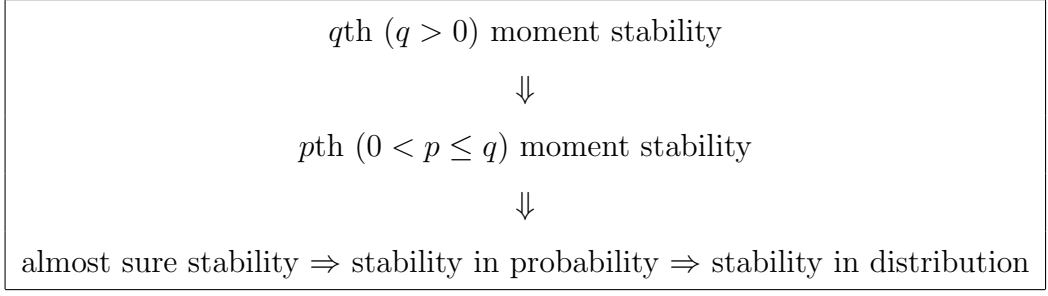 qth (q > 0) moment stability
⇓
pth (0 < p ≤ q) moment stability
⇓
almost sure stability ⇒ stability in probability ⇒ stability in distribution